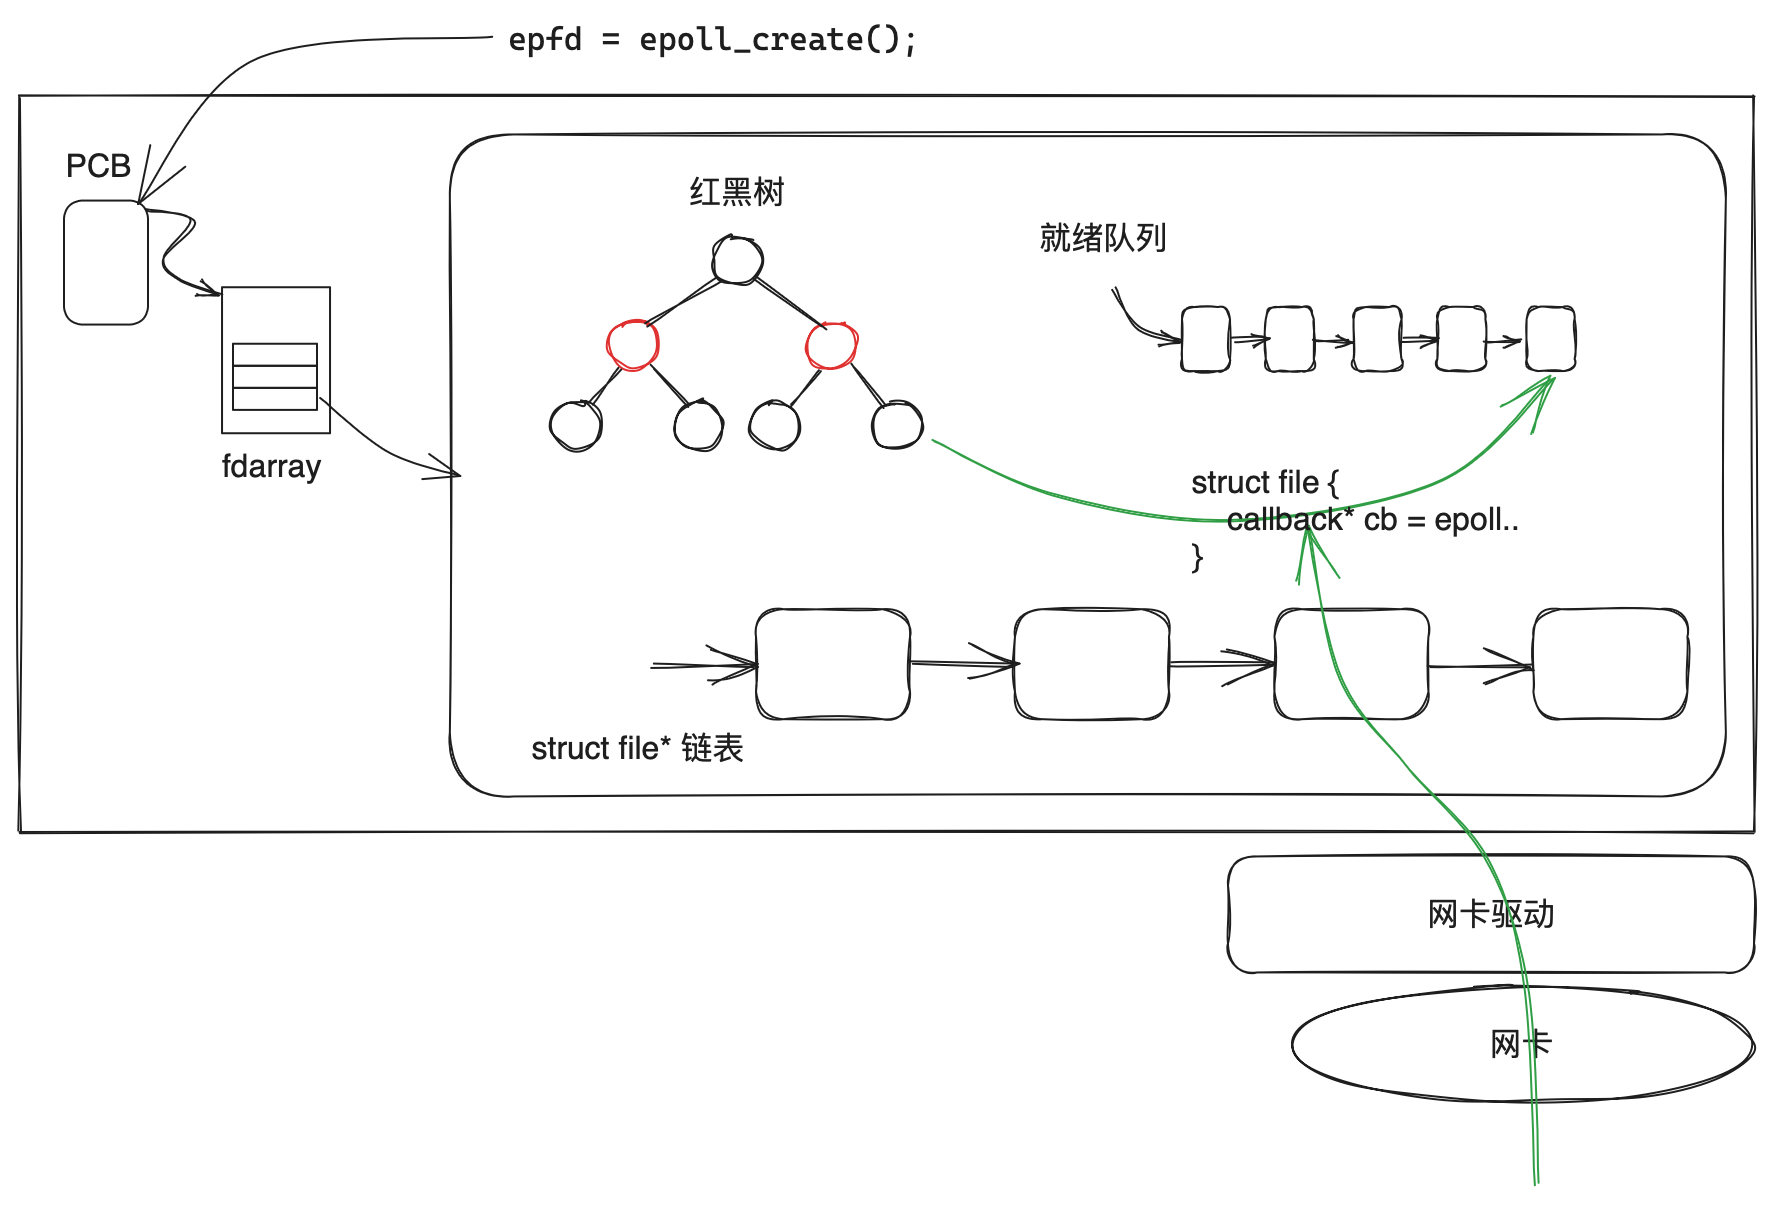 epfd = epoll_create();
PCB
红黑树
就绪队列
fdarray
struct file {
callback* cb = epoll..
}
struct file* 链表
网卡驱动
网卡